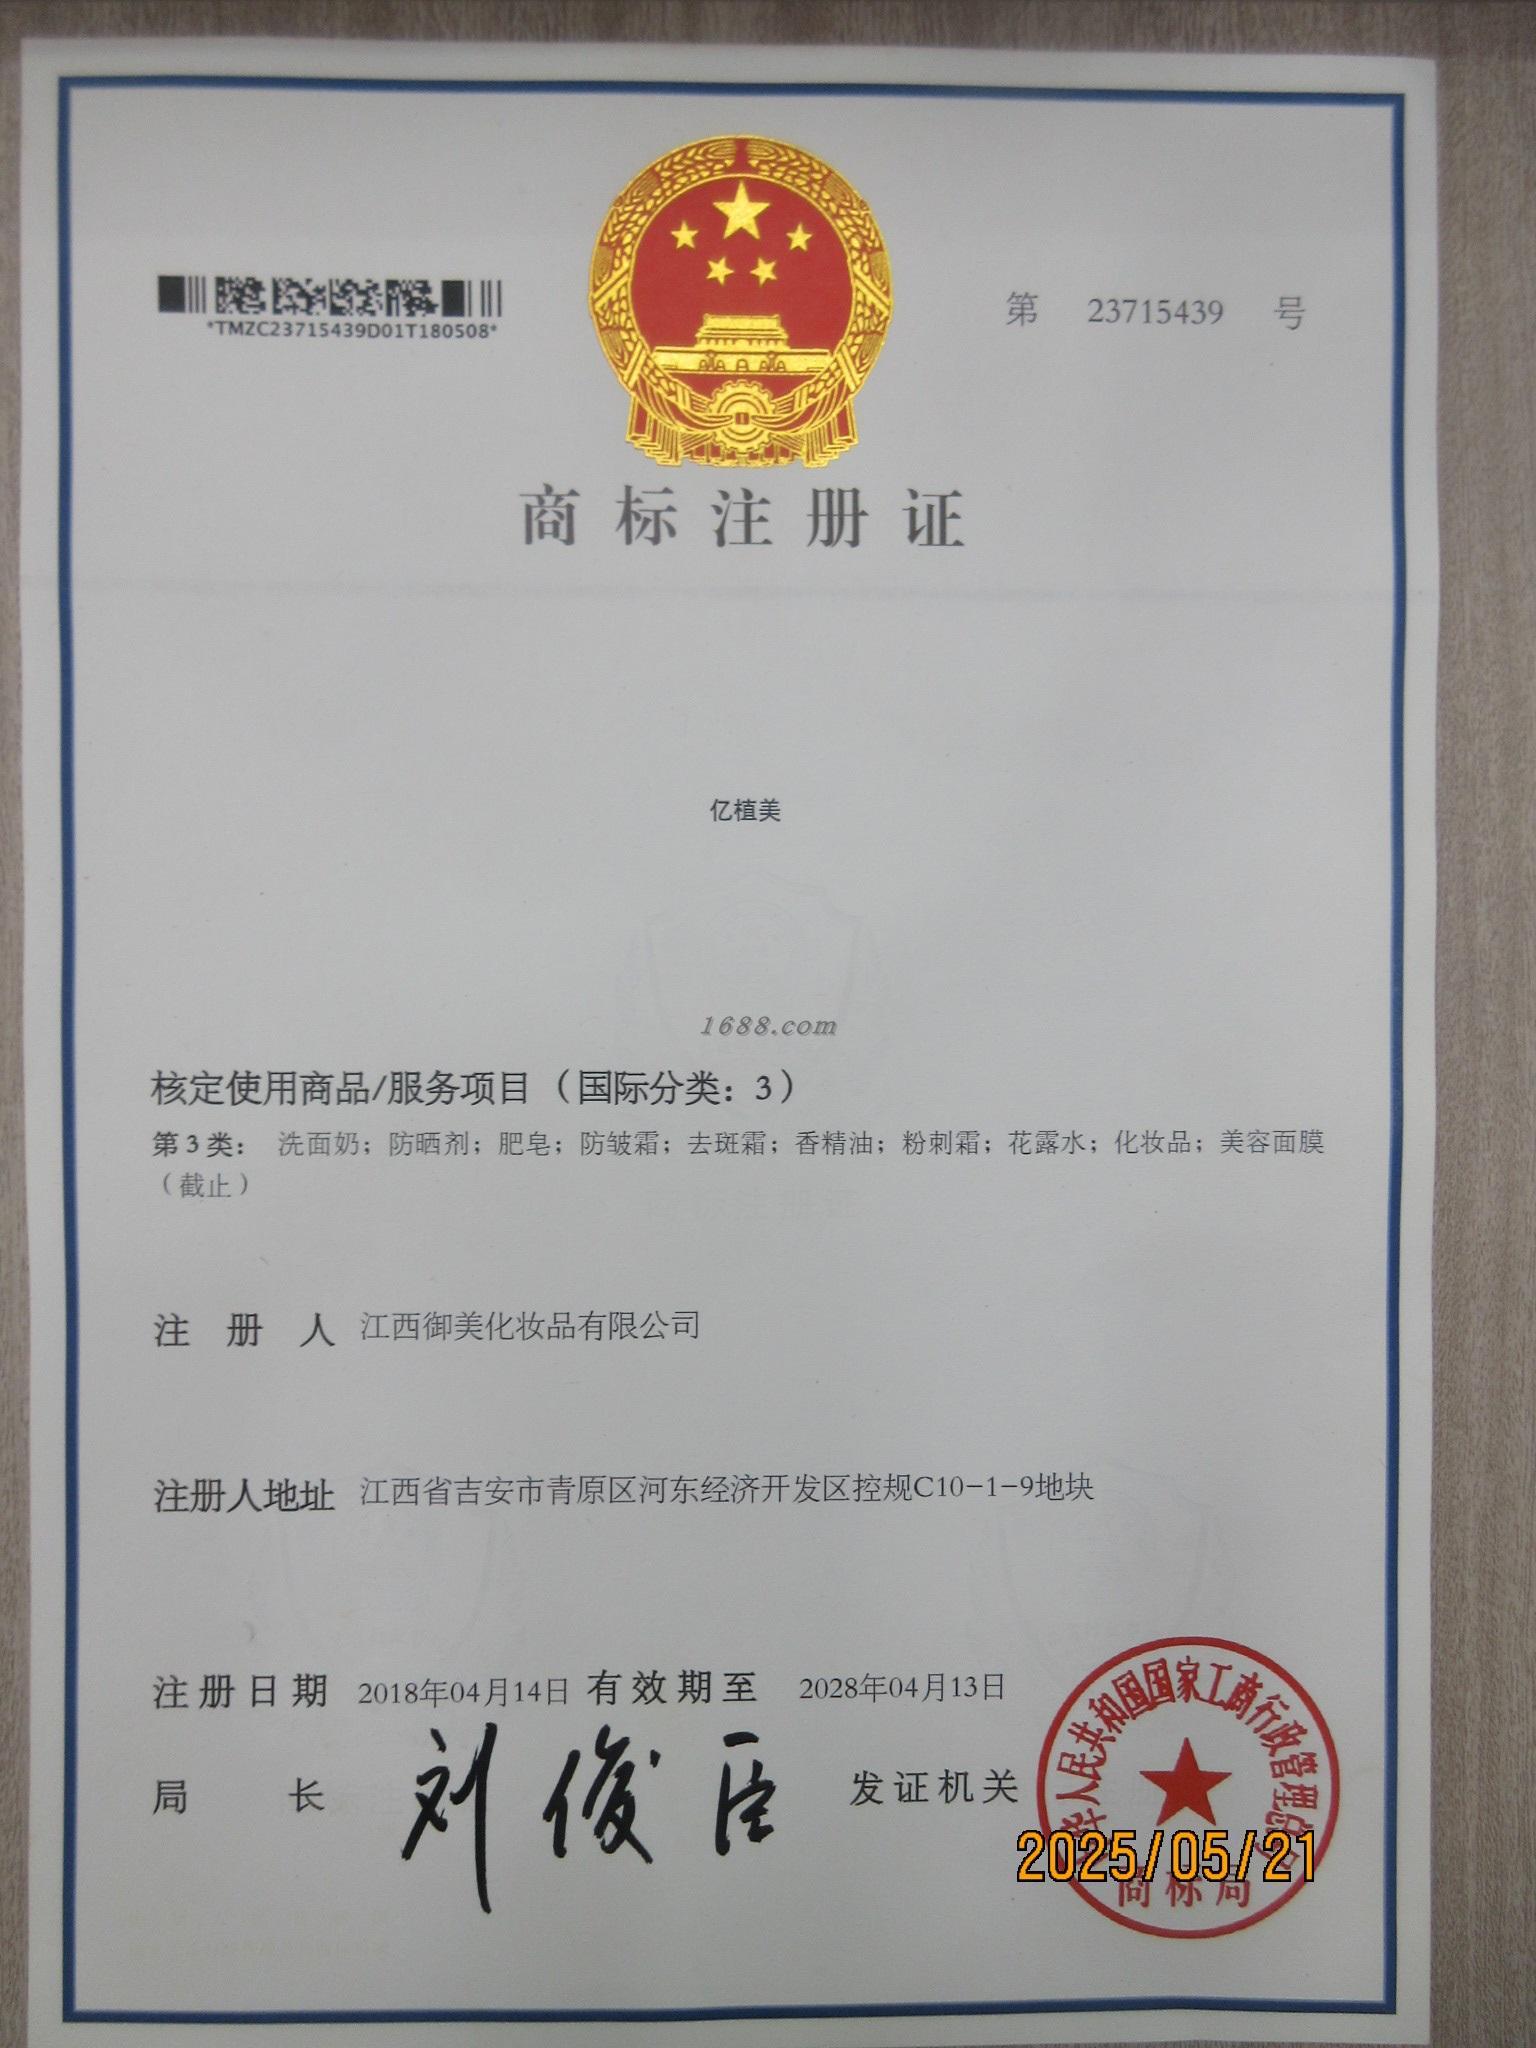 *TMZC23715439D01T180508*
第 23715439 号
商标注册证
亿植美
1688.com
核定使用商品/服务项目（国际分类：3）
第3类： 洗面奶；防晒剂；肥皂；防皱霜；去斑霜；香精油；粉刺霜；花露水；化妆品；美容面膜
（截止）
注册人 江西御美化妆品有限公司
注册人地址 江西省吉安市青原区河东经济开发区控规C10-1-9地块
注册日期 2018年04月14日 有效期至 2028年04月13日
局长 刘俊臣 发证机关
中华人民共和国国家工商行政管理总局
商标局
2025/05/21